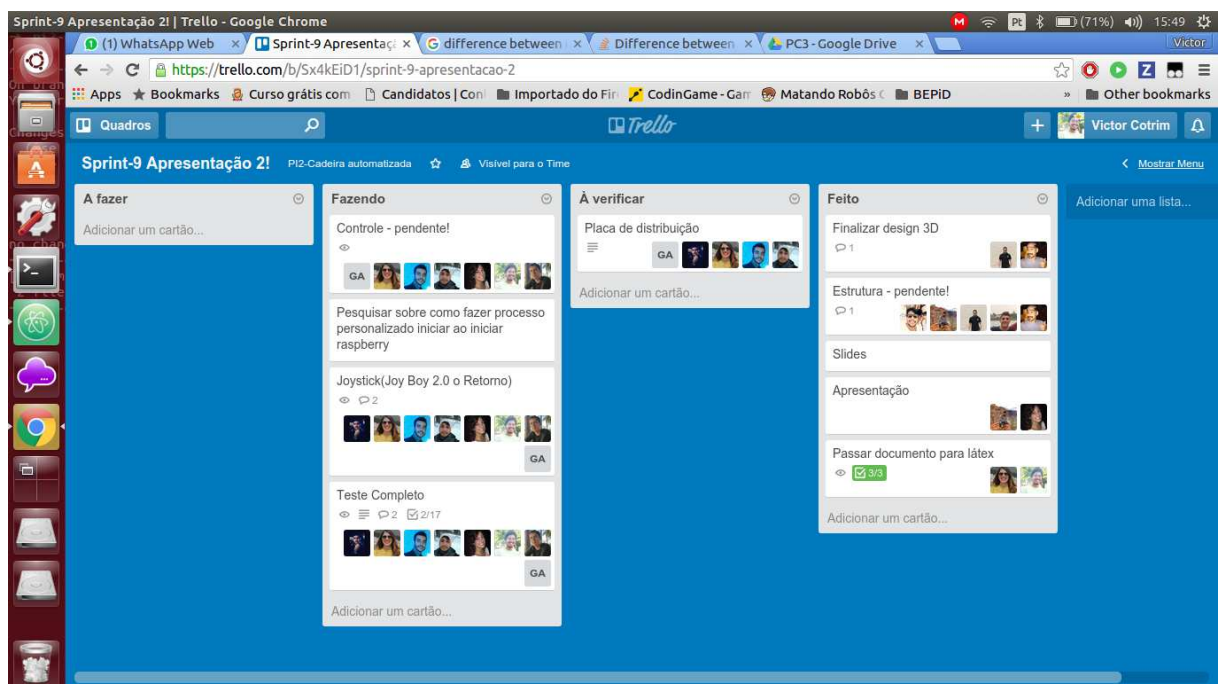 Sprint-9 Apresentação 2! | Trello - Google Chrome
M Pt (71%) 15:49
(1) WhatsApp Web × Sprint-9 Apresentaç × difference between × Difference between × PC3 - Google Drive × Victor
https://trello.com/b/Sx4kEiD1/sprint-9-apresentacao-2
Apps Bookmarks Curso grátis com Candidatos | Con Importado do Fir CodinGame - Gam Matando Robôs BEPiD » Other bookmarks
Quadros Trello + Victor Cotrim
Sprint-9 Apresentação 2! PI2-Cadeira automatizada Visível para o Time Mostrar Menu
A fazer
Adicionar um cartão...
Fazendo
Controle - pendente!
GA
Pesquisar sobre como fazer processo
personalizado iniciar ao iniciar
raspberry
Joystick(Joy Boy 2.0 o Retorno)
2
GA
Teste Completo
2 2/17
GA
Adicionar um cartão...
À verificar
Placa de distribuição
GA
Adicionar um cartão...
Feito
Finalizar design 3D
1
Estrutura - pendente!
1
Slides
Apresentação
Passar documento para látex
3/3
Adicionar um cartão...
Adicionar uma lista...